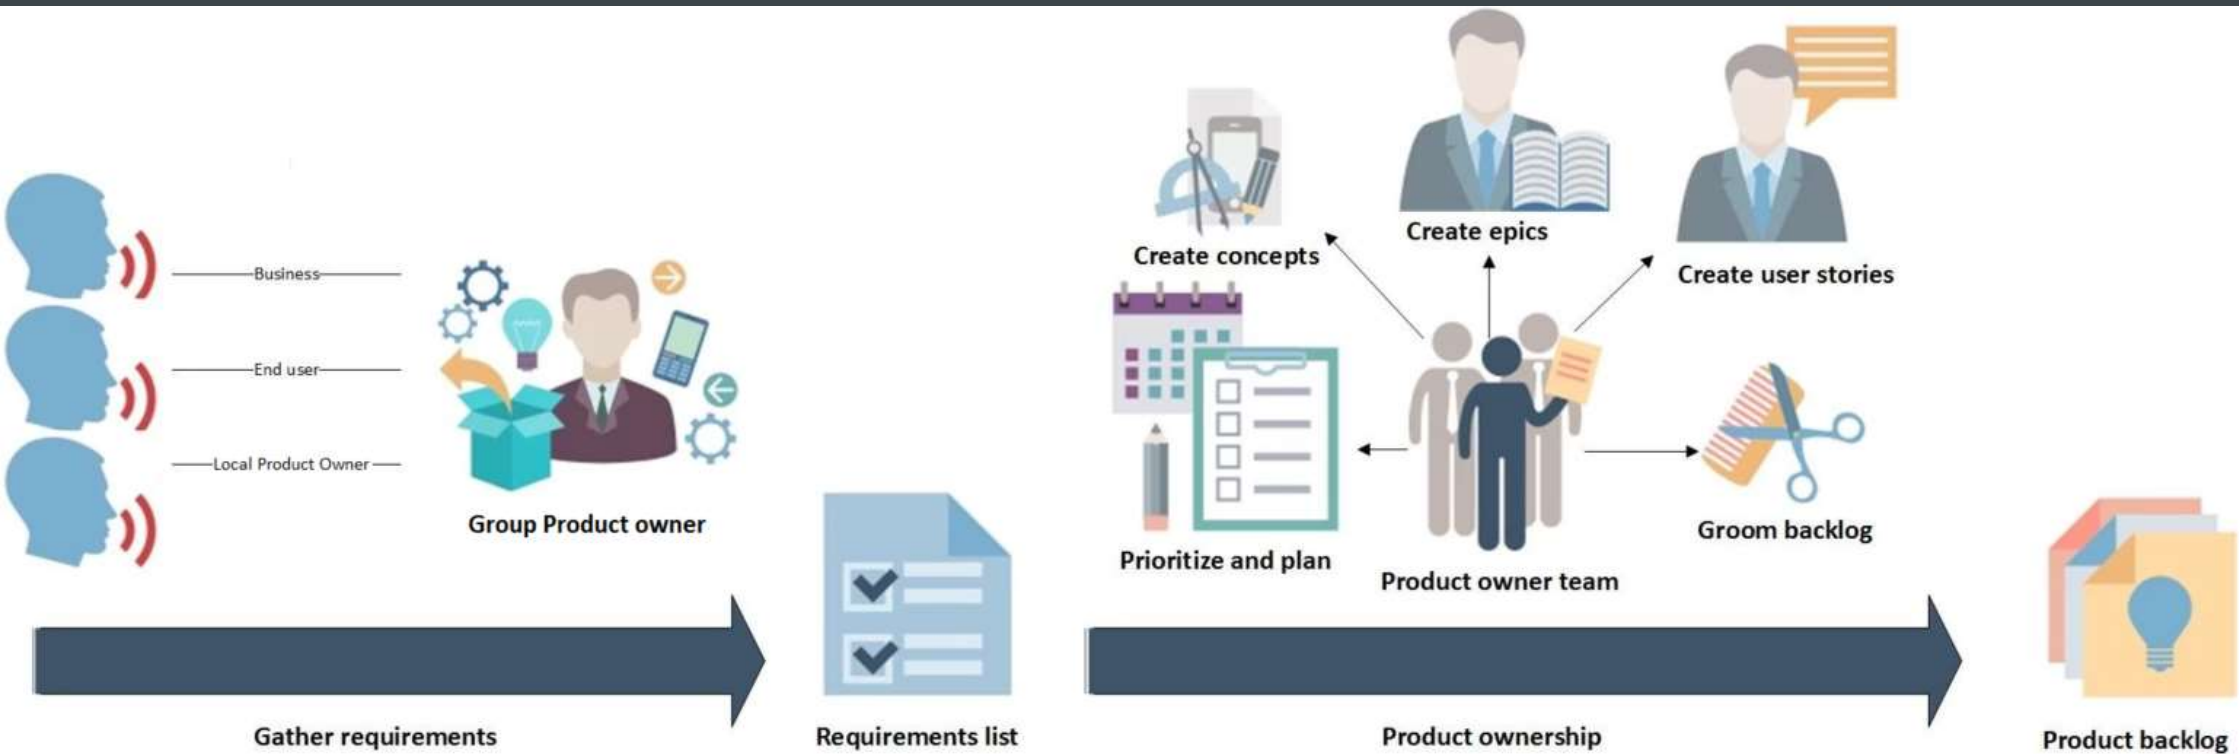 Business
End user
Local Product Owner
Group Product owner
Gather requirements
Requirements list
Create concepts
Create epics
Create user stories
Prioritize and plan
Product owner team
Groom backlog
Product ownership
Product backlog